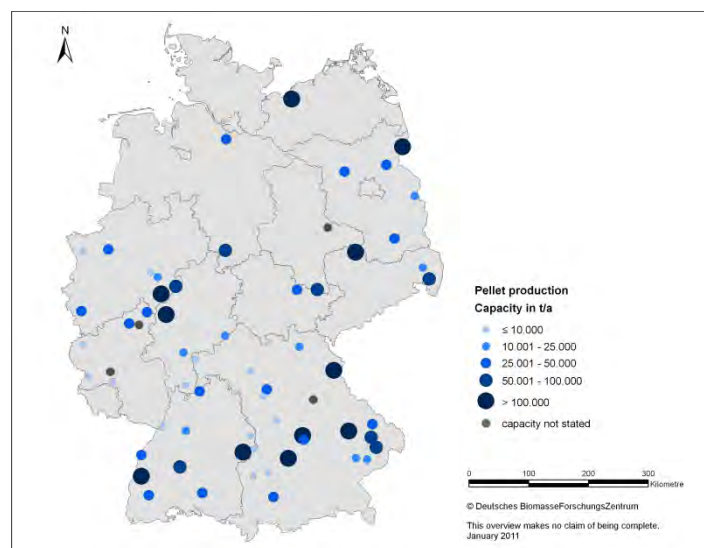 N
Pellet production
Capacity in t/a
≤ 10.000
10.001 - 25.000
25.001 - 50.000
50.001 - 100.000
> 100.000
capacity not stated
0 100 200 300
Kilometre
© Deutsches BiomasseForschungsZentrum
This overview makes no claim of being complete.
January 2011